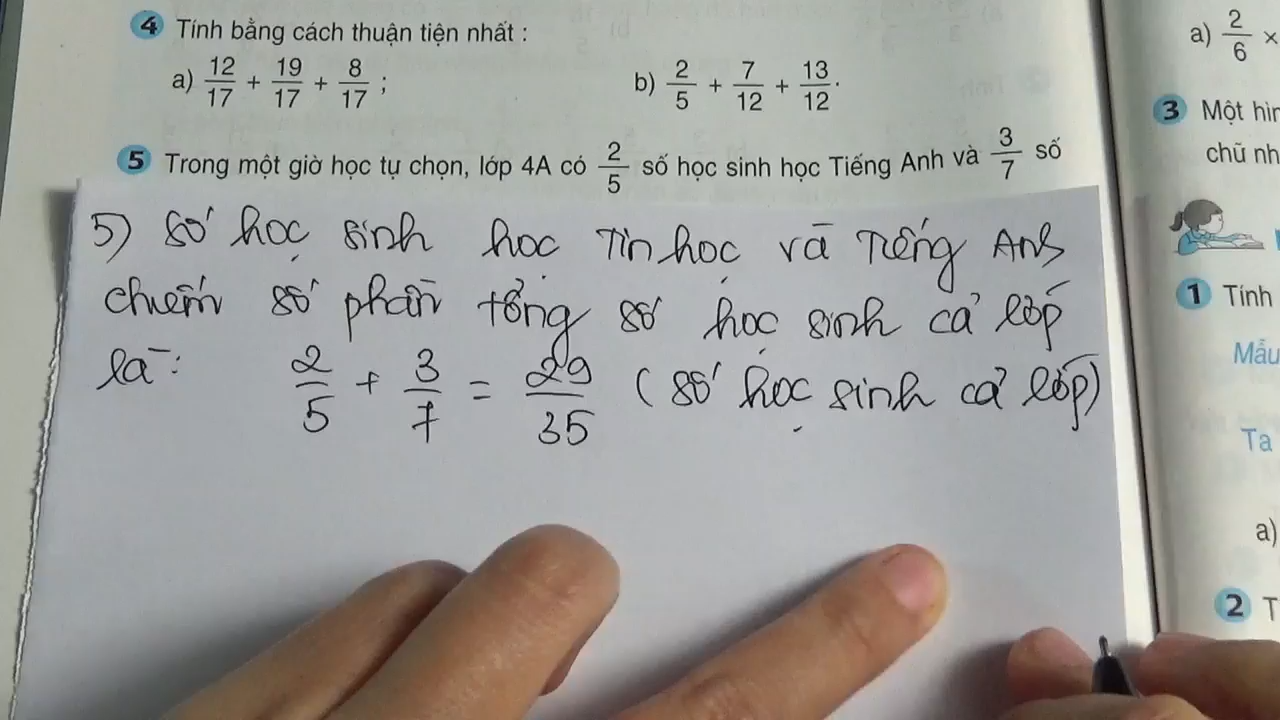 4 Tính bằng cách thuận tiện nhất :
a) 12/17 + 19/17 + 8/17 ;
b) 2/5 + 7/12 + 13/12 .
5 Trong một giờ học tự chọn, lớp 4A có 2/5 số học sinh học Tiếng Anh và 3/7 số
5) Số học sinh học Tin học và Tiếng Anh
chiếm số phần tổng số học sinh cả lớp
là: 2/5 + 3/7 = 29/35 (số học sinh cả lớp)
a) 2/6 ×
3 Một hìn
chữ nh
1 Tính
Mẫu
Ta
a)
2 T